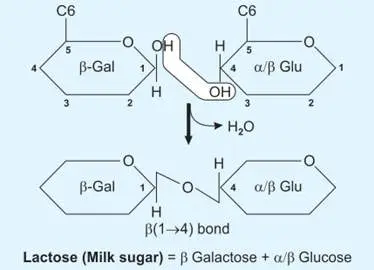 C6 C6
O OH H O
5 5
4 β-Gal 1 4 α/β Glu 1
H OH
3 2 3 2
H₂O
O H O
β-Gal 1 O 4 α/β Glu
H
β(1→4) bond
Lactose (Milk sugar) = β Galactose + α/β Glucose